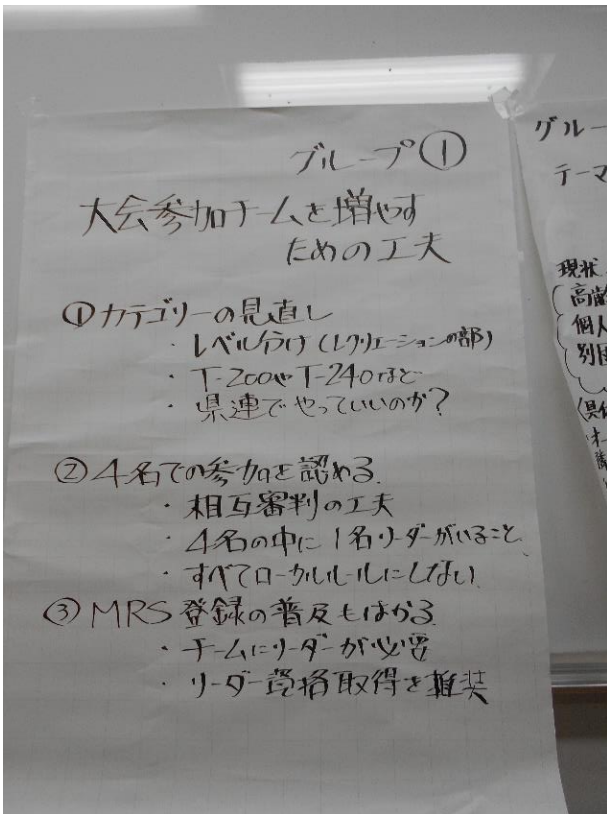 グループ①
大会参加チームを増やす
ための工夫
①カテゴリーの見直し
・レベル分け(レクリエーションの部)
・T-200やT-240など
・県連でやっていいのか?
②4名での参加を認める
・相互審判の工夫
・4名の中に1名リーダーがいること
・すべてローカルルールにしない
③MRS登録の普及もはかる
・チームにリーダーが必要
・リーダー資格取得を推装
グルー
テーマ
現状
高齢
個人
別団